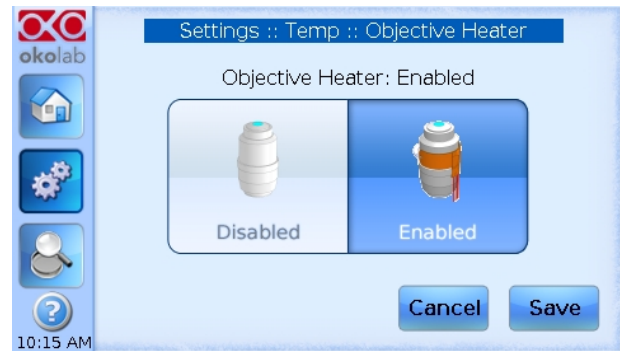 okolab
Settings :: Temp :: Objective Heater
Objective Heater: Enabled
Disabled
Enabled
Cancel
Save
?
10:15 AM